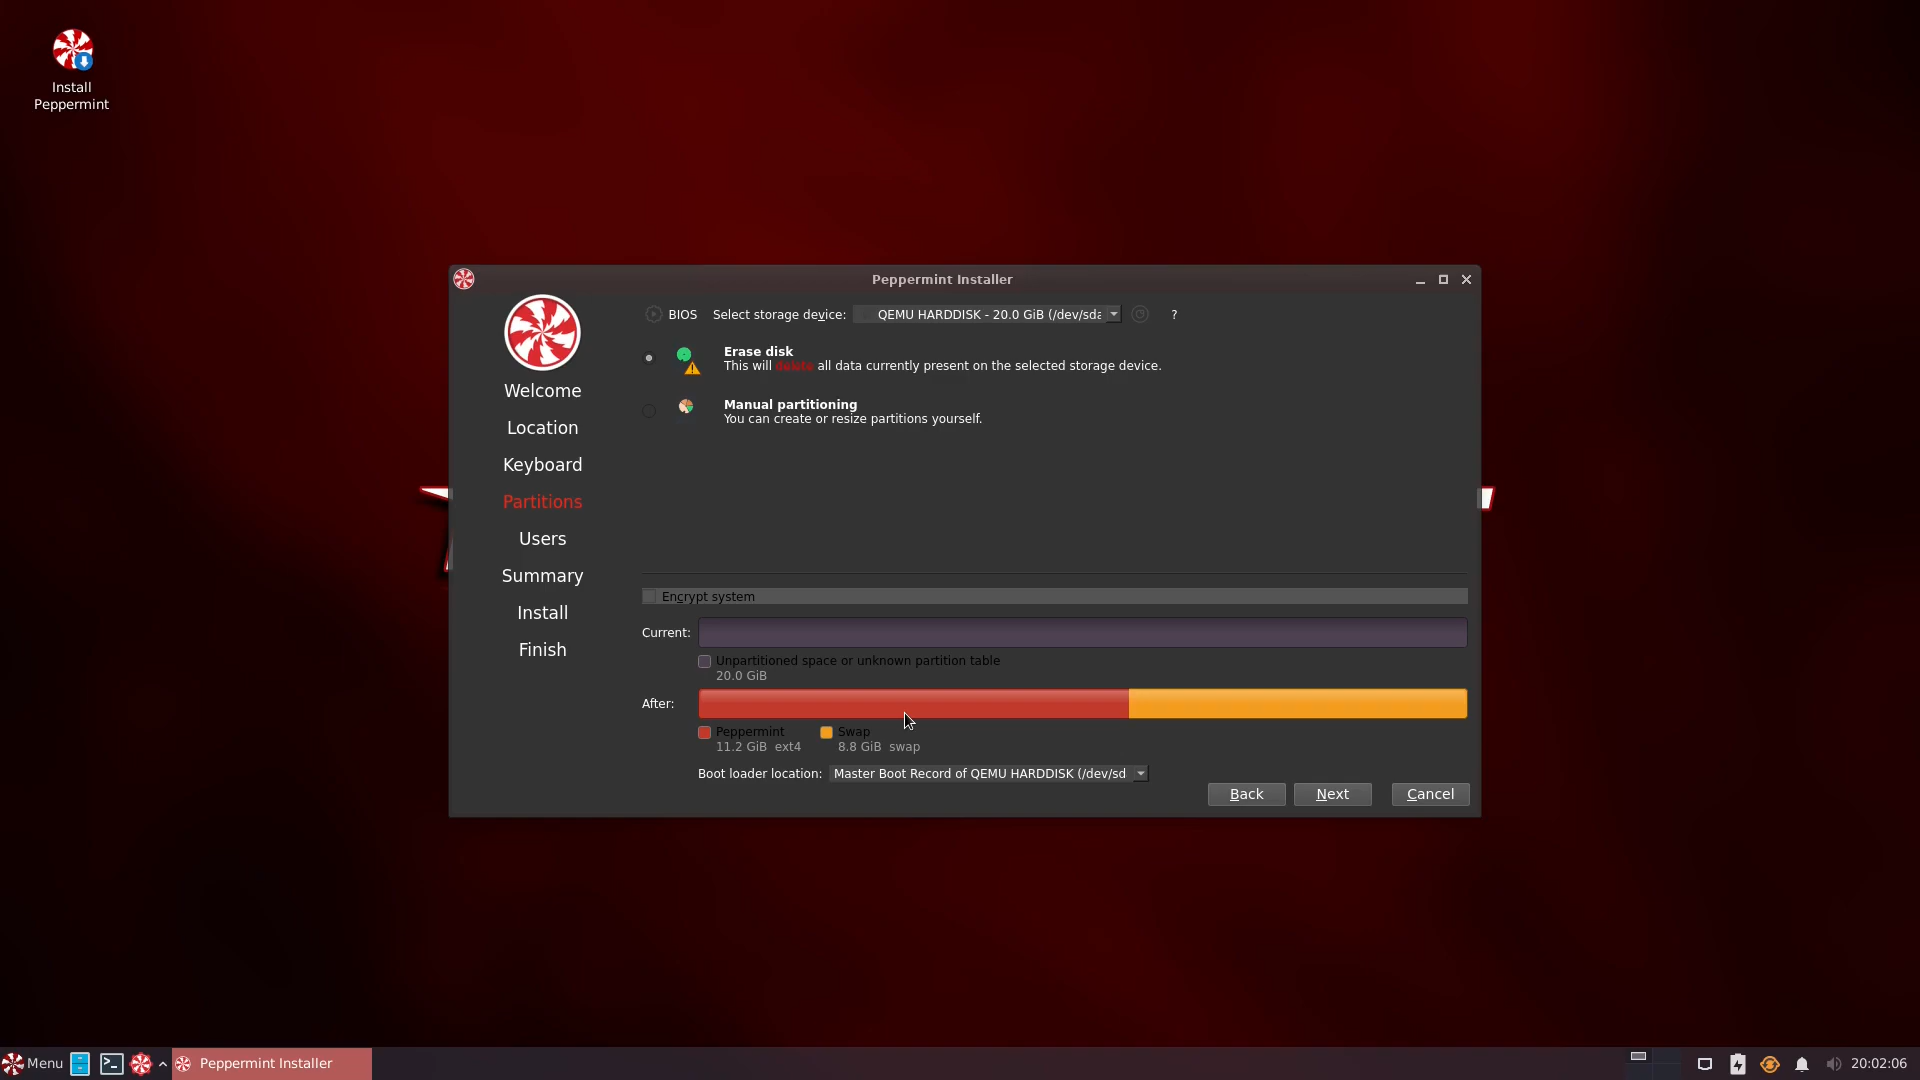 Install
Peppermint
Peppermint Installer
BIOS Select storage device: QEMU HARDDISK - 20.0 GiB (/dev/sda ?
Welcome
Location
Keyboard
Partitions
Users
Summary
Install
Finish
Erase disk
This will delete all data currently present on the selected storage device.
Manual partitioning
You can create or resize partitions yourself.
Encrypt system
Current:
Unpartitioned space or unknown partition table
20.0 GiB
After:
Peppermint Swap
11.2 GiB ext4 8.8 GiB swap
Boot loader location: Master Boot Record of QEMU HARDDISK (/dev/sd
Back Next Cancel
Menu Peppermint Installer 20:02:06